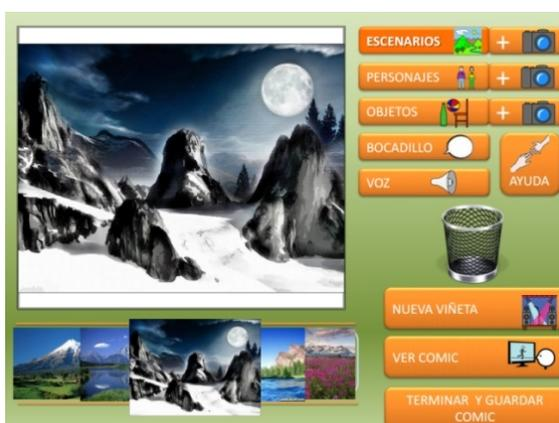 ESCENARIOS
+
PERSONAJES
+
OBJETOS
+
BOCADILLO
VOZ
AYUDA
NUEVA VIÑETA
VER COMIC
TERMINAR Y GUARDAR
COMIC